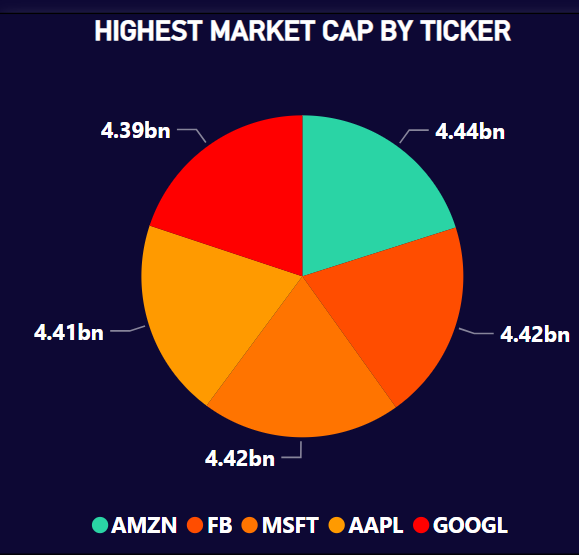 HIGHEST MARKET CAP BY TICKER
4.39bn
4.44bn
4.41bn
4.42bn
4.42bn
AMZN FB MSFT AAPL GOOGL